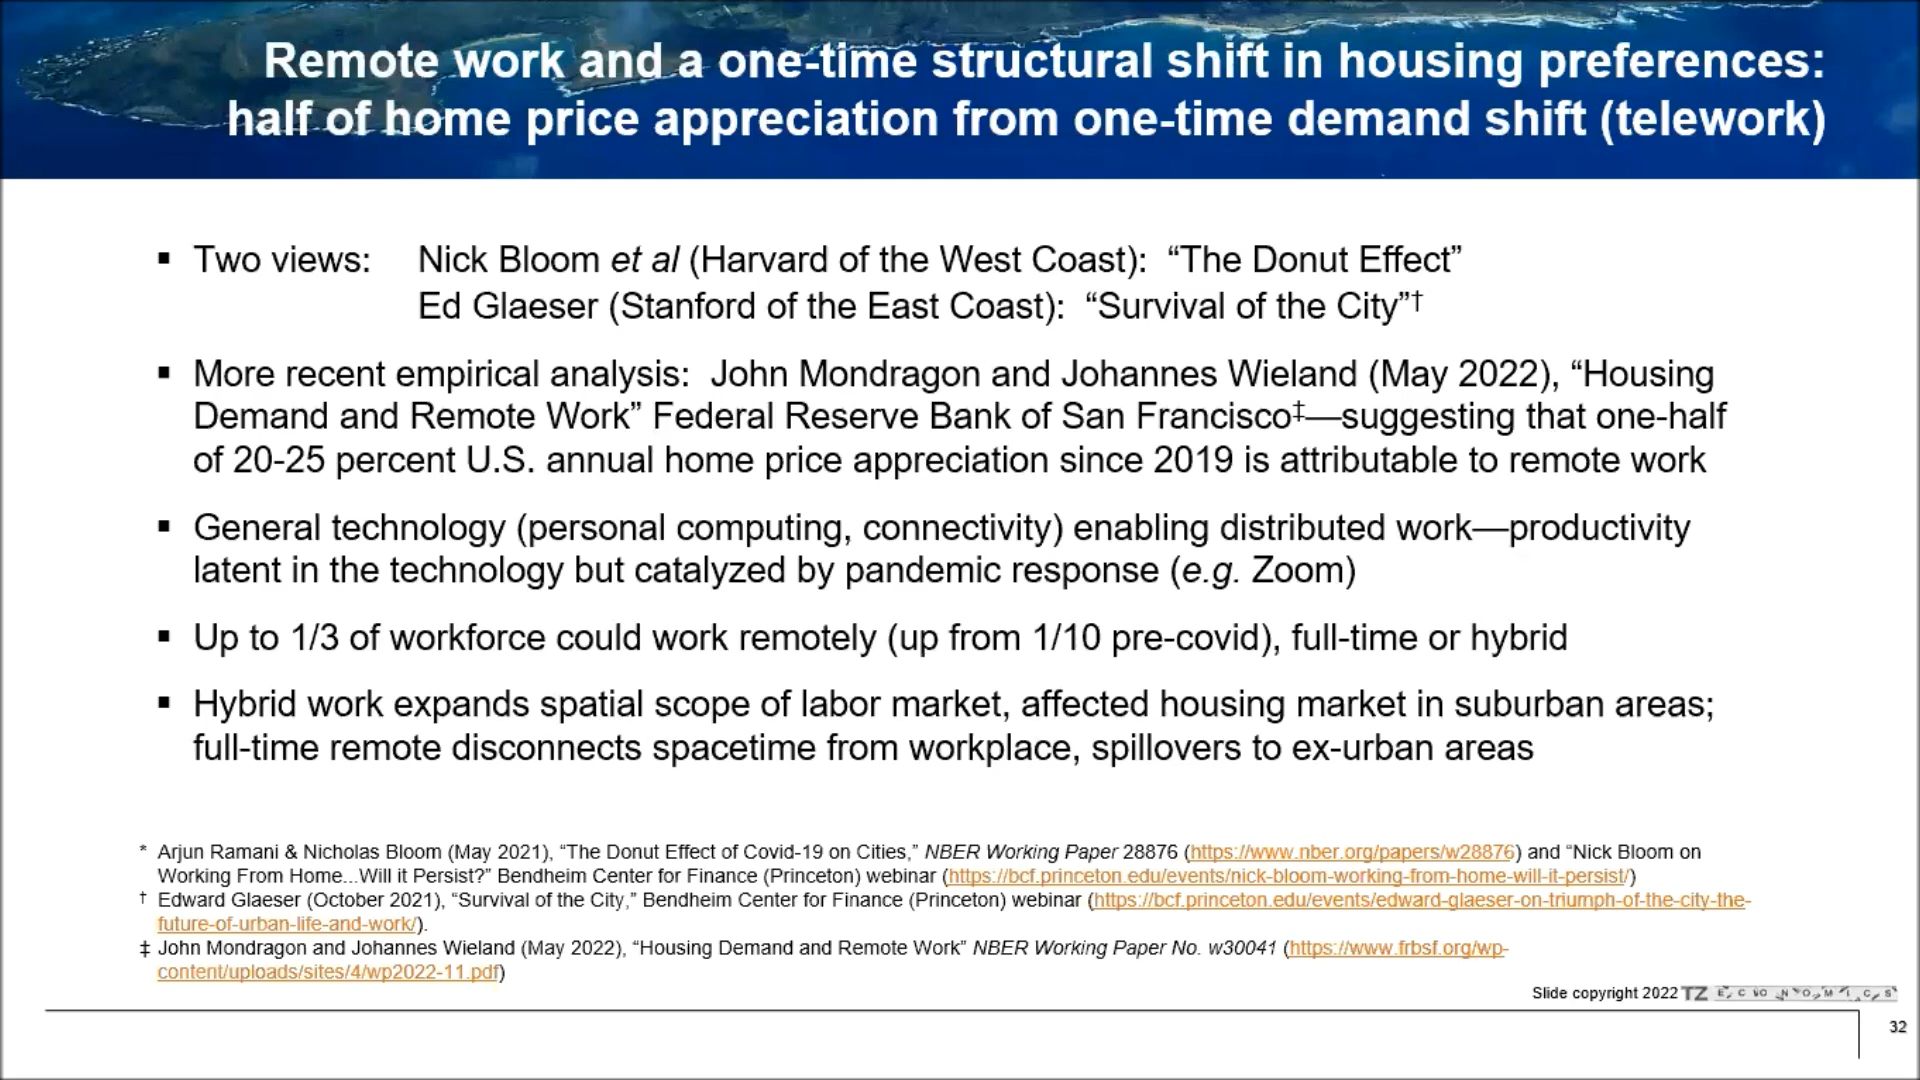 Remote work and a one-time structural shift in housing preferences:
half of home price appreciation from one-time demand shift (telework)
▪ Two views: Nick Bloom et al (Harvard of the West Coast): “The Donut Effect”
Ed Glaeser (Stanford of the East Coast): “Survival of the City”†
▪ More recent empirical analysis: John Mondragon and Johannes Wieland (May 2022), “Housing
Demand and Remote Work” Federal Reserve Bank of San Francisco‡—suggesting that one-half
of 20-25 percent U.S. annual home price appreciation since 2019 is attributable to remote work
▪ General technology (personal computing, connectivity) enabling distributed work—productivity
latent in the technology but catalyzed by pandemic response (e.g. Zoom)
▪ Up to 1/3 of workforce could work remotely (up from 1/10 pre-covid), full-time or hybrid
▪ Hybrid work expands spatial scope of labor market, affected housing market in suburban areas;
full-time remote disconnects spacetime from workplace, spillovers to ex-urban areas
* Arjun Ramani & Nicholas Bloom (May 2021), “The Donut Effect of Covid-19 on Cities,” NBER Working Paper 28876 (https://www.nber.org/papers/w28876) and “Nick Bloom on
Working From Home...Will it Persist?” Bendheim Center for Finance (Princeton) webinar (https://bcf.princeton.edu/events/nick-bloom-working-from-home-will-it-persist/)
† Edward Glaeser (October 2021), “Survival of the City,” Bendheim Center for Finance (Princeton) webinar (https://bcf.princeton.edu/events/edward-glaeser-on-triumph-of-the-city-the-
future-of-urban-life-and-work/).
‡ John Mondragon and Johannes Wieland (May 2022), “Housing Demand and Remote Work” NBER Working Paper No. w30041 (https://www.frbsf.org/wp-
content/uploads/sites/4/wp2022-11.pdf)
Slide copyright 2022 TZ ECONOMICS
32